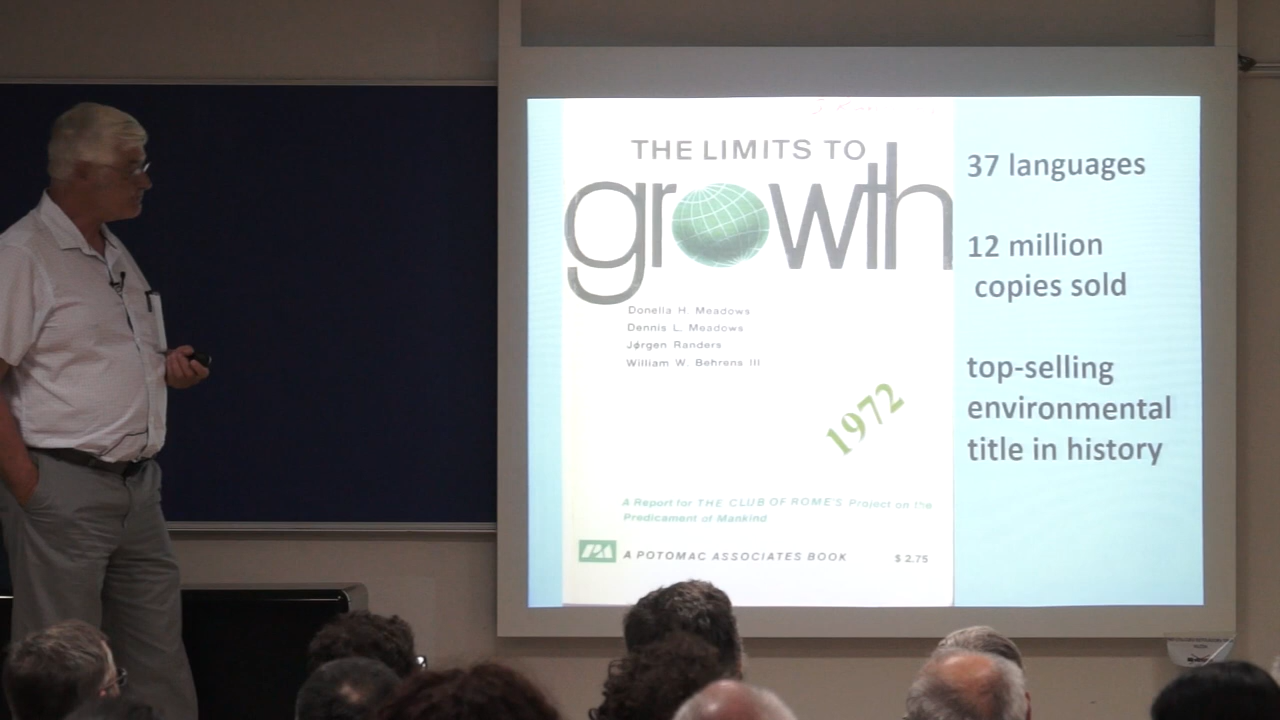 THE LIMITS TO
growth
Donella H. Meadows
Dennis L. Meadows
Jørgen Randers
William W. Behrens III
1972
A Report for THE CLUB OF ROME'S Project on the
Predicament of Mankind
PA A POTOMAC ASSOCIATES BOOK $ 2.75
37 languages
12 million
copies sold
top-selling
environmental
title in history